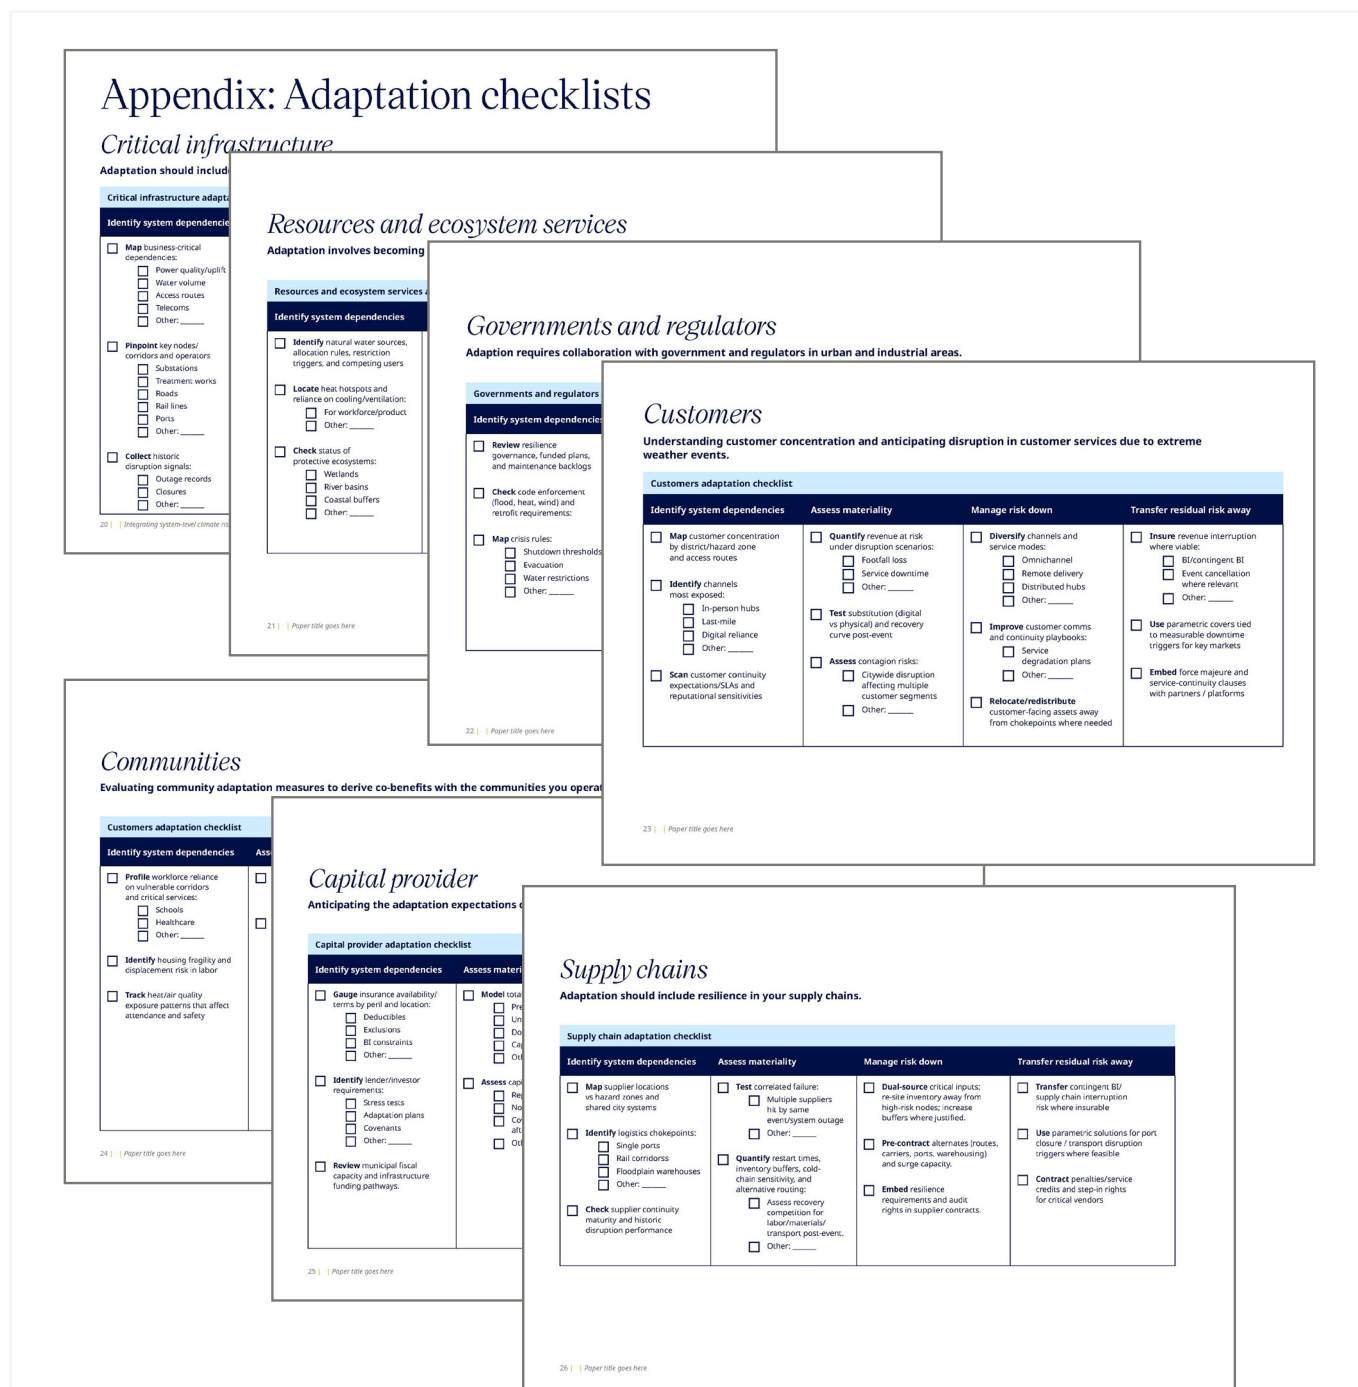 Appendix: Adaptation checklists
Critical infrastructure
Adaptation should include
Critical infrastructure
Identify system dependencies
Map business-critical
dependencies:
Power quality/uplift
Water volume
Access routes
Telecoms
Other: ______
Pinpoint key nodes/
corridors and operators
Substations
Treatment works
Roads
Rail lines
Ports
Other: ______
Collect historic
disruption signals:
Outage records
Closures
Other: ______
20 | | Integrating system-level climate
Resources and ecosystem services
Adaptation involves becoming
Resources and ecosystem services
Identify system dependencies
Identify natural water sources,
allocation rules, restriction
triggers, and competing users
Locate heat hotspots and
reliance on cooling/ventilation:
For workforce/product
Other: ______
Check status of
protective ecosystems:
Wetlands
River basins
Coastal buffers
Other: ______
21 | | Paper title goes here
Governments and regulators
Adaption requires collaboration with government and regulators in urban and industrial areas.
Governments and regulators
Identify system dependencies
Review resilience
governance, funded plans,
and maintenance backlogs
Check code enforcement
(flood, heat, wind) and
retrofit requirements:
Map crisis rules:
Shutdown thresholds
Evacuation
Water restrictions
Other: ______
22 | | Paper title goes here
Customers
Understanding customer concentration and anticipating disruption in customer services due to extreme
weather events.
Customers adaptation checklist
Identify system dependencies
Map customer concentration
by district/hazard zone
and access routes
Identify channels
most exposed:
In-person hubs
Last-mile
Digital reliance
Other: ______
Scan customer continuity
expectations/SLAs and
reputational sensitivities
Assess materiality
Quantify revenue at risk
under disruption scenarios:
Footfall loss
Service downtime
Other: ______
Test substitution (digital
vs physical) and recovery
curve post-event
Assess contagion risks:
Citywide disruption
affecting multiple
customer segments
Other: ______
Manage risk down
Diversify channels and
service modes:
Omnichannel
Remote delivery
Distributed hubs
Other: ______
Improve customer comms
and continuity playbooks:
Service
degradation plans
Other: ______
Relocate/redistribute
customer-facing assets away
from chokepoints where needed
Transfer residual risk away
Insure revenue interruption
where viable:
BI/contingent BI
Event cancellation
where relevant
Other: ______
Use parametric covers tied
to measurable downtime
triggers for key markets
Embed force majeure and
service-continuity clauses
with partners / platforms
23 | | Paper title goes here
Communities
Evaluating community adaptation measures to derive co-benefits with the communities you
Customers adaptation checklist
Identify system dependencies
Profile workforce reliance
on vulnerable corridors
and critical services:
Schools
Healthcare
Other: ______
Identify housing fragility and
displacement risk in labor
Track heat/air quality
exposure patterns that affect
attendance and safety
24 | | Paper title goes here
Capital provider
Anticipating the adaptation expectations
Capital provider adaptation checklist
Identify system dependencies
Gauge insurance availability/
terms by peril and location:
Deductibles
Exclusions
BI constraints
Other: ______
Identify lender/investor
requirements:
Stress tests
Adaptation plans
Covenants
Other: ______
Review municipal fiscal
capacity and infrastructure
funding pathways.
Assess
Model
Assess
25 | | Paper title goes here
Supply chains
Adaptation should include resilience in your supply chains.
Supply chain adaptation checklist
Identify system dependencies
Map supplier locations
vs hazard zones and
shared city systems
Identify logistics chokepoints:
Single ports
Rail corridorss
Floodplain warehouses
Other: ______
Check supplier continuity
maturity and historic
disruption performance
Assess materiality
Test correlated failure:
Multiple suppliers
hit by same
event/system outage
Other: ______
Quantify restart times,
inventory buffers, cold-
chain sensitivity, and
alternative routing:
Assess recovery
competition for
labor/materials/
transport post-event.
Other: ______
Manage risk down
Dual-source critical inputs;
re-site inventory away from
high-risk nodes; increase
buffers where justified.
Pre-contract alternates (routes,
carriers, ports, warehousing)
and surge capacity.
Embed resilience
requirements and audit
rights in supplier contracts.
Transfer residual risk away
Transfer contingent BI/
supply chain interruption
risk where insurable
Use parametric solutions for port
closure / transport disruption
triggers where feasible
Contract penalties/service
credits and step-in rights
for critical vendors
26 | | Paper title goes here